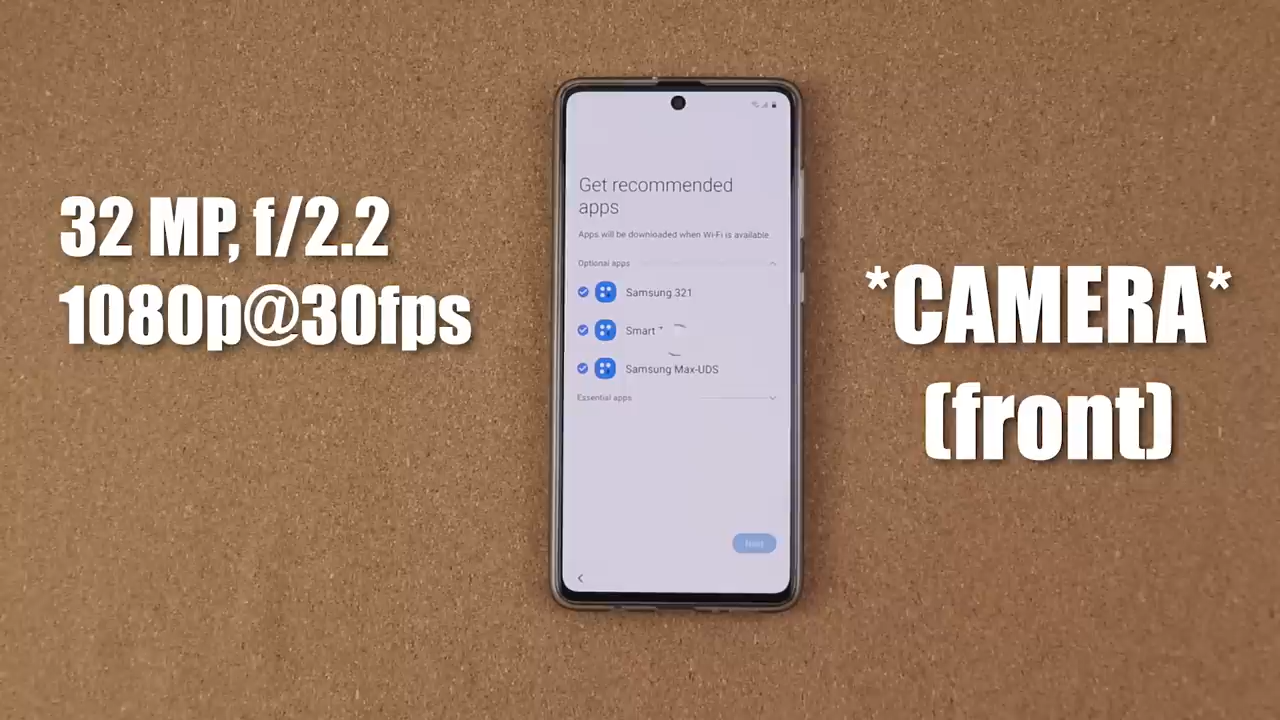 32 MP, f/2.2
1080p@30fps
Get recommended
apps
Apps will be downloaded when Wi-Fi is available.
Optional apps
Samsung 321
Smart
Samsung Max-UDS
Essential apps
Next
*CAMERA*
(front)